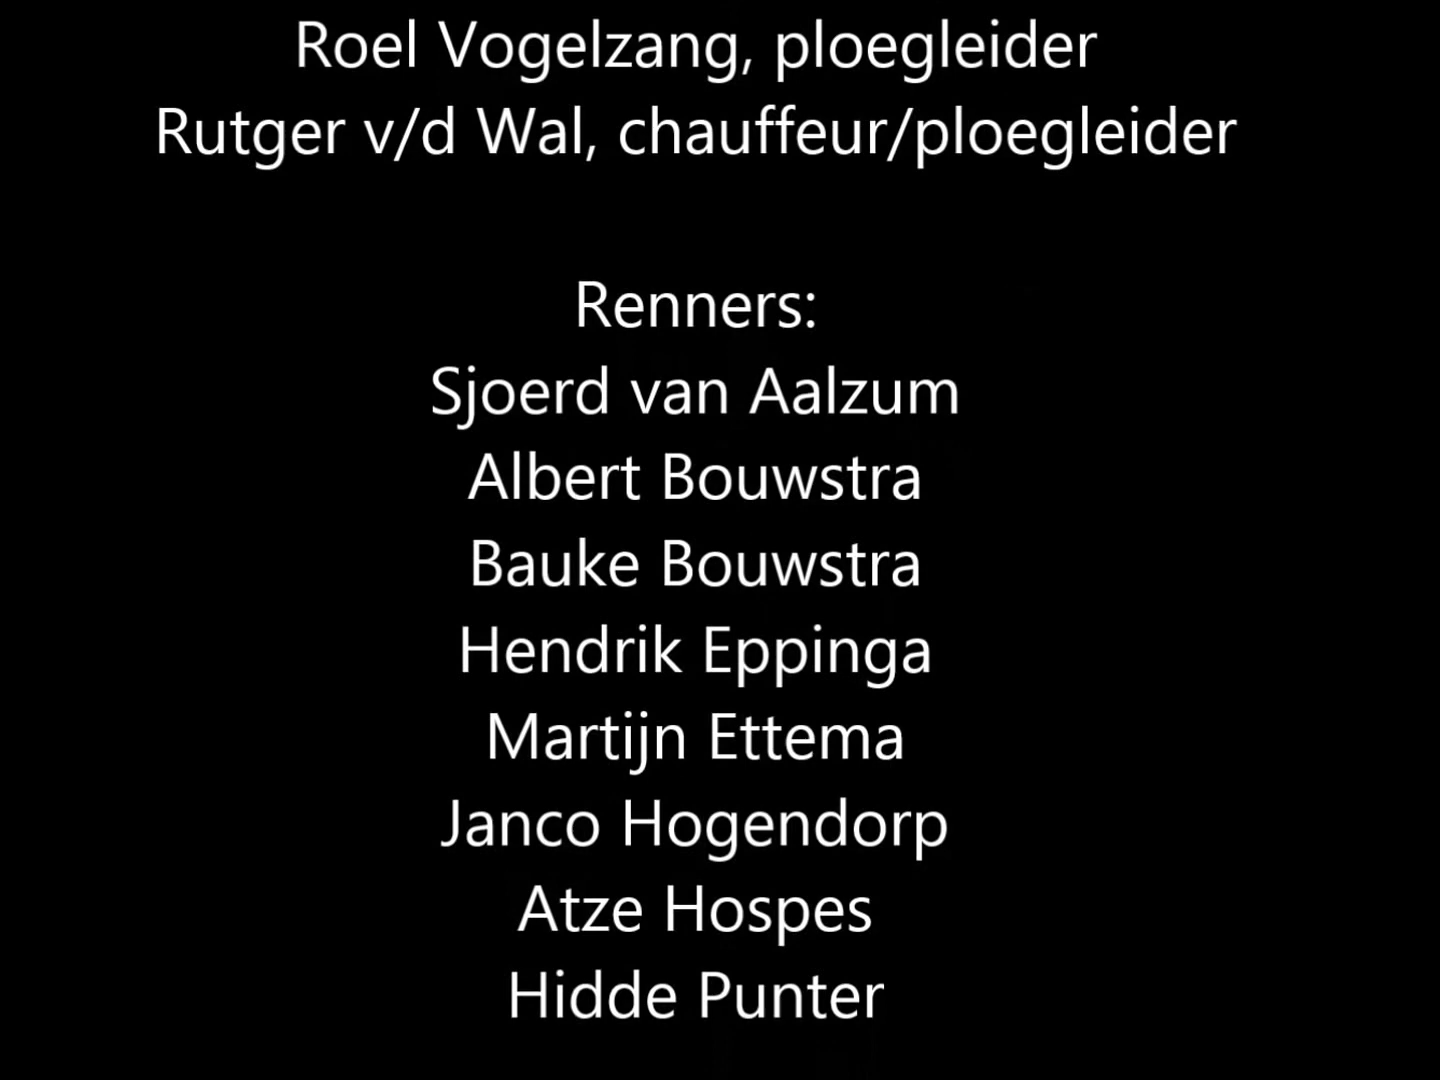 Roel Vogelzang, ploegleider
Rutger v/d Wal, chauffeur/ploegleider
Renners:
Sjoerd van Aalzum
Albert Bouwstra
Bauke Bouwstra
Hendrik Eppinga
Martijn Ettema
Janco Hogendorp
Atze Hospes
Hidde Punter